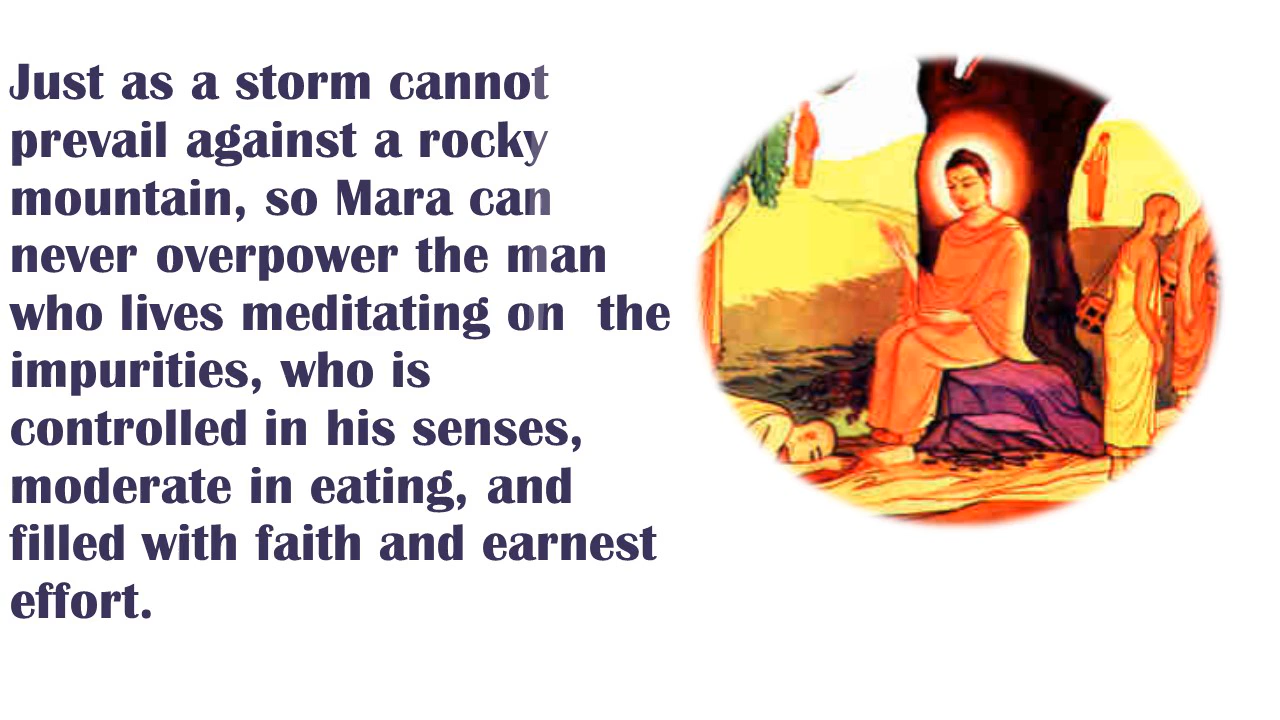 Just as a storm cannot
prevail against a rocky
mountain, so Mara can
never overpower the man
who lives meditating on  the
impurities, who is
controlled in his senses,
moderate in eating, and
filled with faith and earnest
effort.